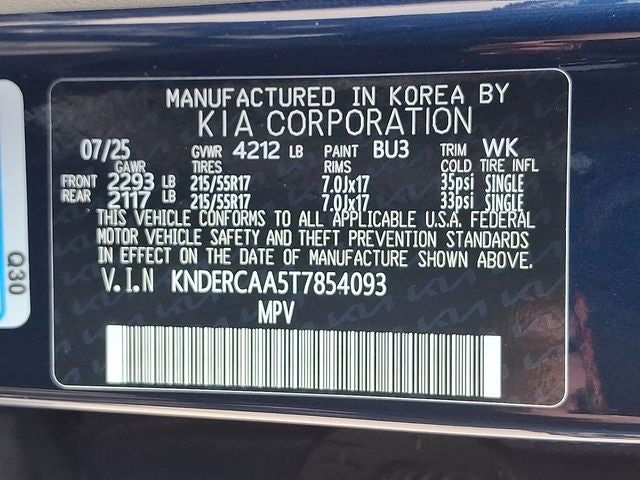 MANUFACTURED IN KOREA BY
KIA CORPORATION
07/25 GVWR 4212 LB PAINT BU3 TRIM WK
GAWR TIRES RIMS COLD TIRE INFL
FRONT 2293 LB 215/55R17 7.0Jx17 35psi SINGLE
REAR 2117 LB 215/55R17 7.0Jx17 33psi SINGLE
THIS VEHICLE CONFORMS TO ALL APPLICABLE U.S.A. FEDERAL
MOTOR VEHICLE SAFETY AND THEFT PREVENTION STANDARDS
IN EFFECT ON THE DATE OF MANUFACTURE SHOWN ABOVE.
V.I.N KNDERCAA5T7854093
MPV
Q30